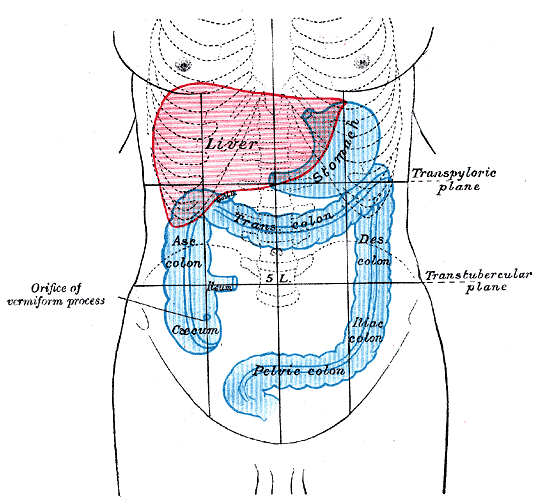 Liver
Stomach
Transpyloric
plane
Trans. colon
Asc.
colon
Des.
colon
5 L.
Transtubercular
plane
Ileum
Orifice of
vermiform process
Cæcum
Iliac
colon
Pelvic colon